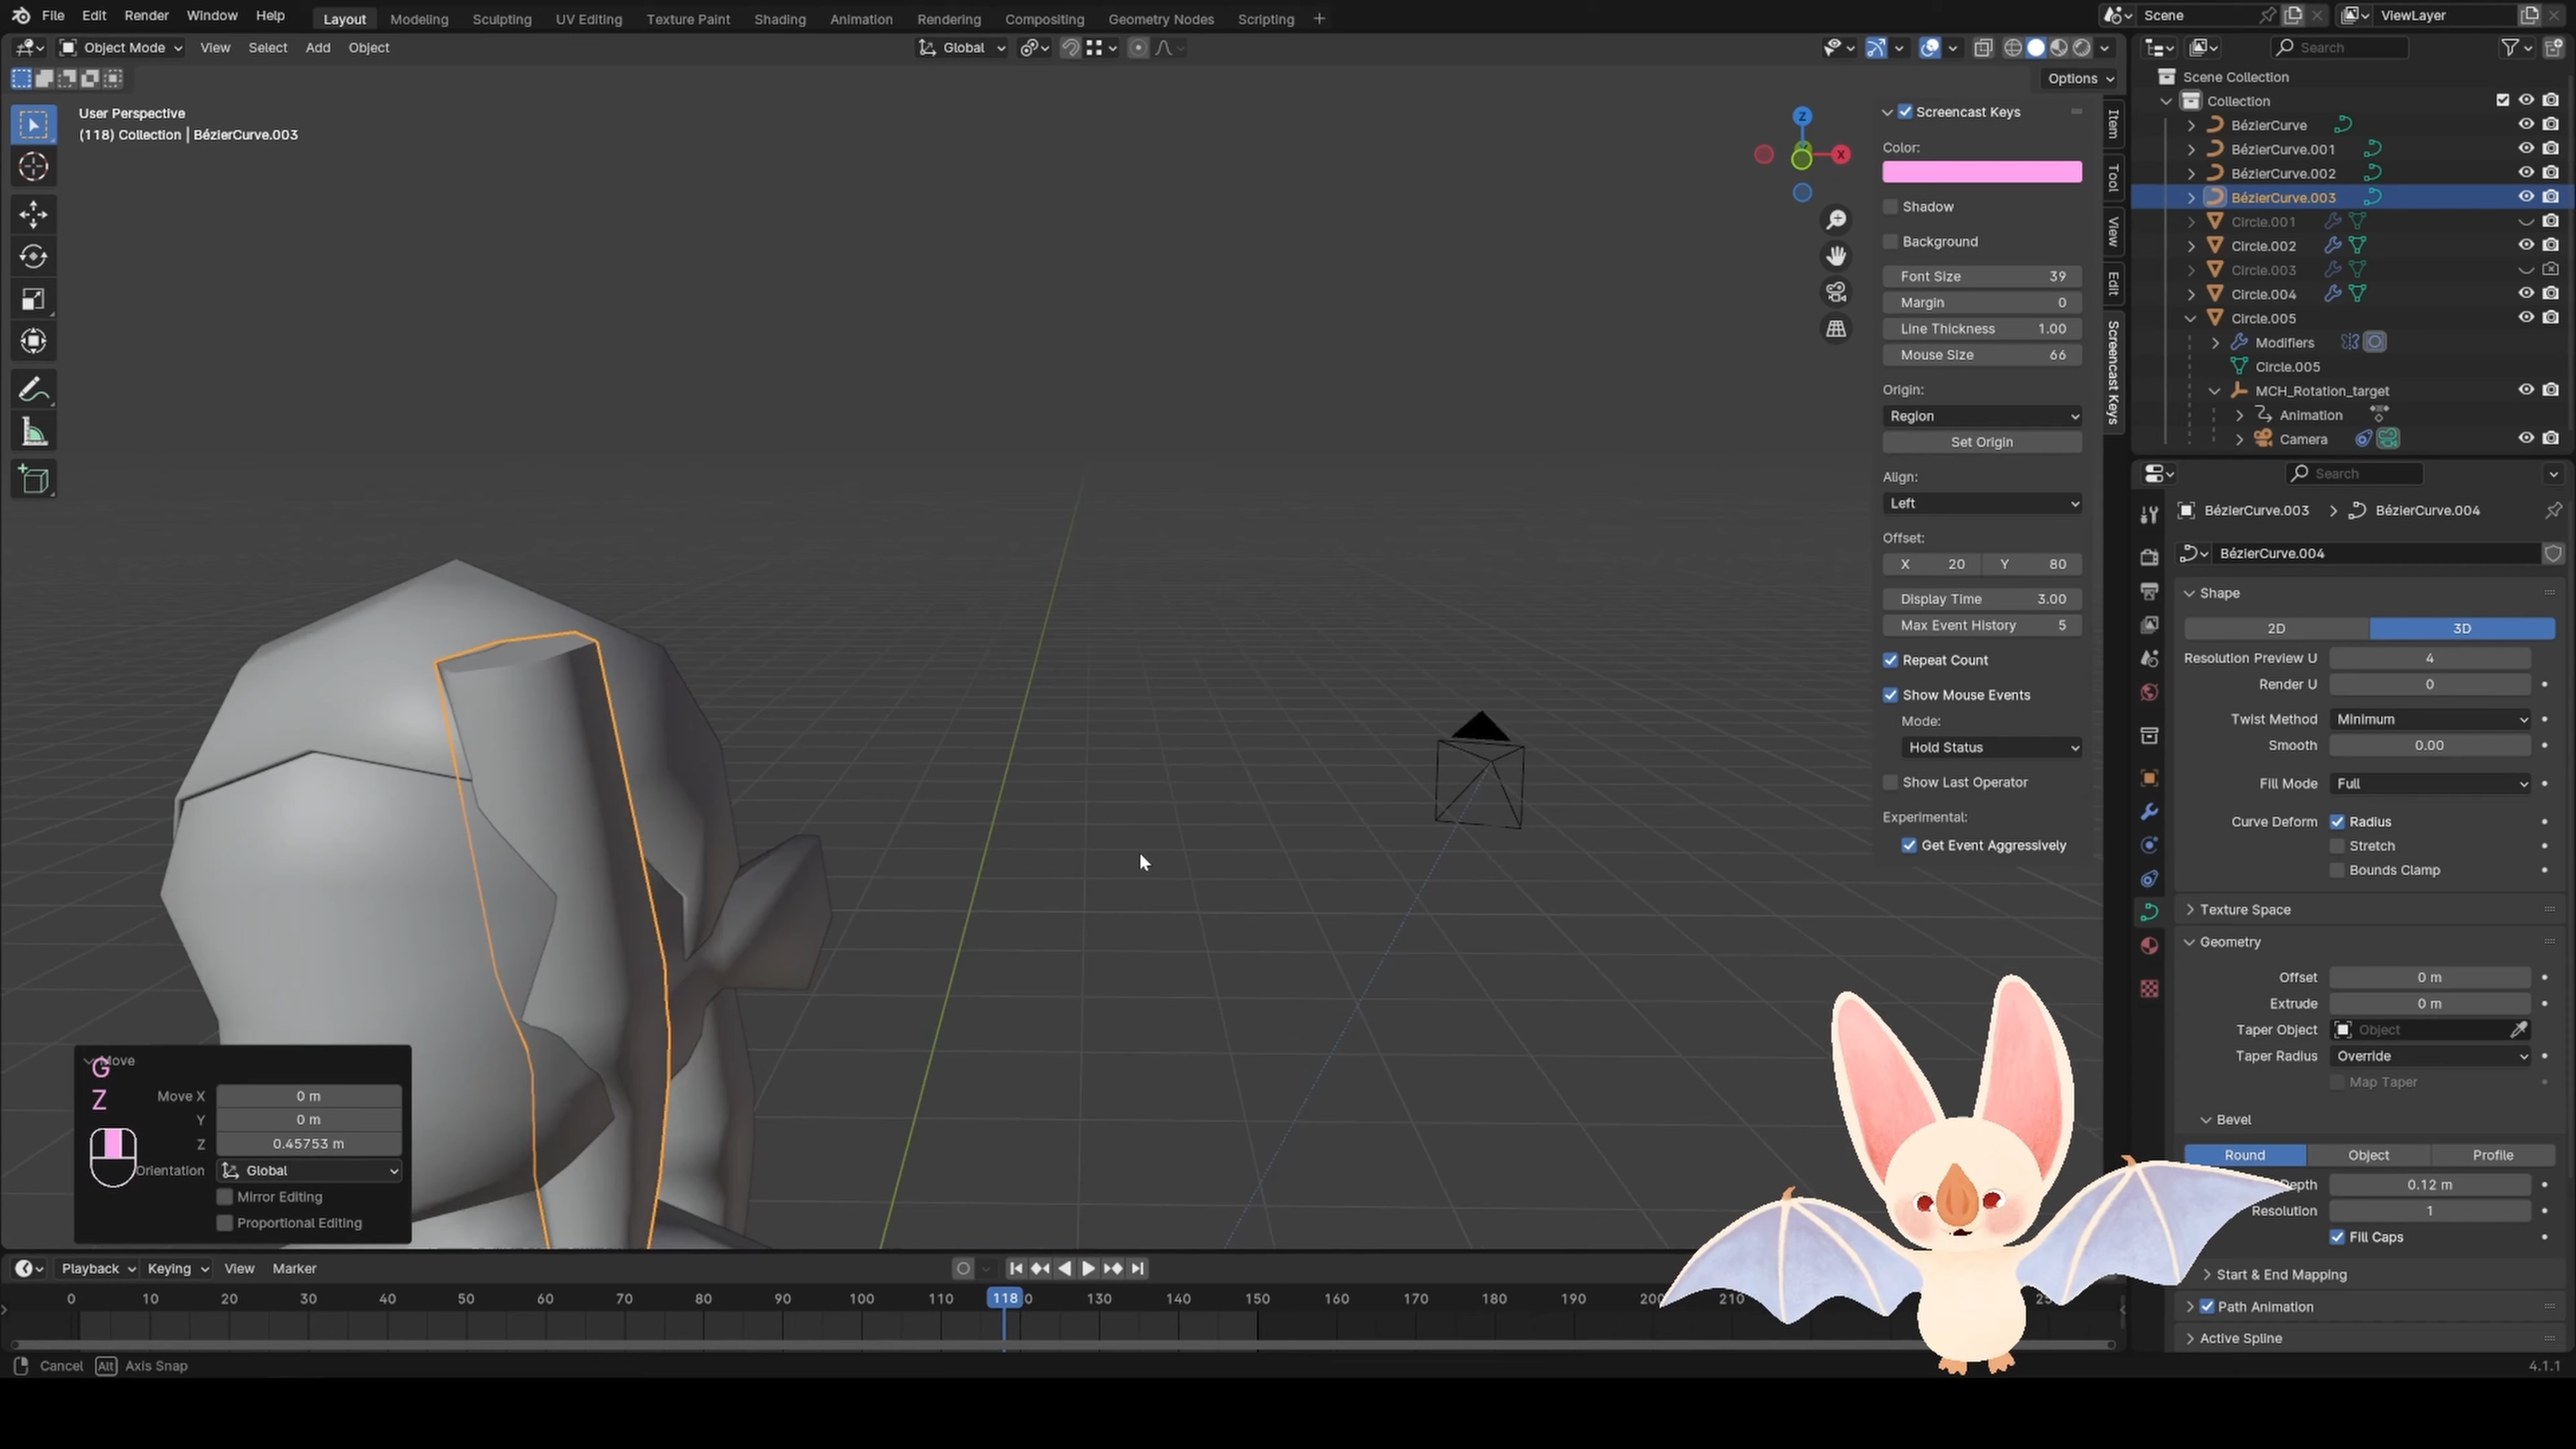 File Edit Render Window Help
Layout Modeling Sculpting UV Editing Texture Paint Shading Animation Rendering Compositing Geometry Nodes Scripting +
Scene
ViewLayer
Object Mode View Select Add Object
Global
Options
Search
User Perspective
(118) Collection | BézierCurve.003
Z
X
Screencast Keys
Color:
Shadow
Background
Font Size 39
Margin 0
Line Thickness 1.00
Mouse Size 66
Origin:
Region
Set Origin
Align:
Left
Offset:
X 20 Y 80
Display Time 3.00
Max Event History 5
Repeat Count
Show Mouse Events
Mode:
Hold Status
Show Last Operator
Experimental:
Get Event Aggressively
Item
Tool
View
Edit
Screencast Keys
Scene Collection
Collection
BézierCurve
BézierCurve.001
BézierCurve.002
BézierCurve.003
Circle.001
Circle.002
Circle.003
Circle.004
Circle.005
Modifiers
Circle.005
MCH_Rotation_target
Animation
Camera
Search
BézierCurve.003 > BézierCurve.004
BézierCurve.004
Shape
2D 3D
Resolution Preview U 4
Render U 0
Twist Method Minimum
Smooth 0.00
Fill Mode Full
Curve Deform Radius
Stretch
Bounds Clamp
Texture Space
Geometry
Offset 0 m
Extrude 0 m
Taper Object Object
Taper Radius Override
Map Taper
Bevel
Round Object Profile
Depth 0.12 m
Resolution 1
Fill Caps
Start & End Mapping
Path Animation
Active Spline
Move
G
Z
Move X 0 m
Y 0 m
Z 0.45753 m
Orientation Global
Mirror Editing
Proportional Editing
Playback Keying View Marker
0 10 20 30 40 50 60 70 80 90 100 110 118 0 130 140 150 160 170 180 190 200 210
Cancel Alt Axis Snap
4.1.1